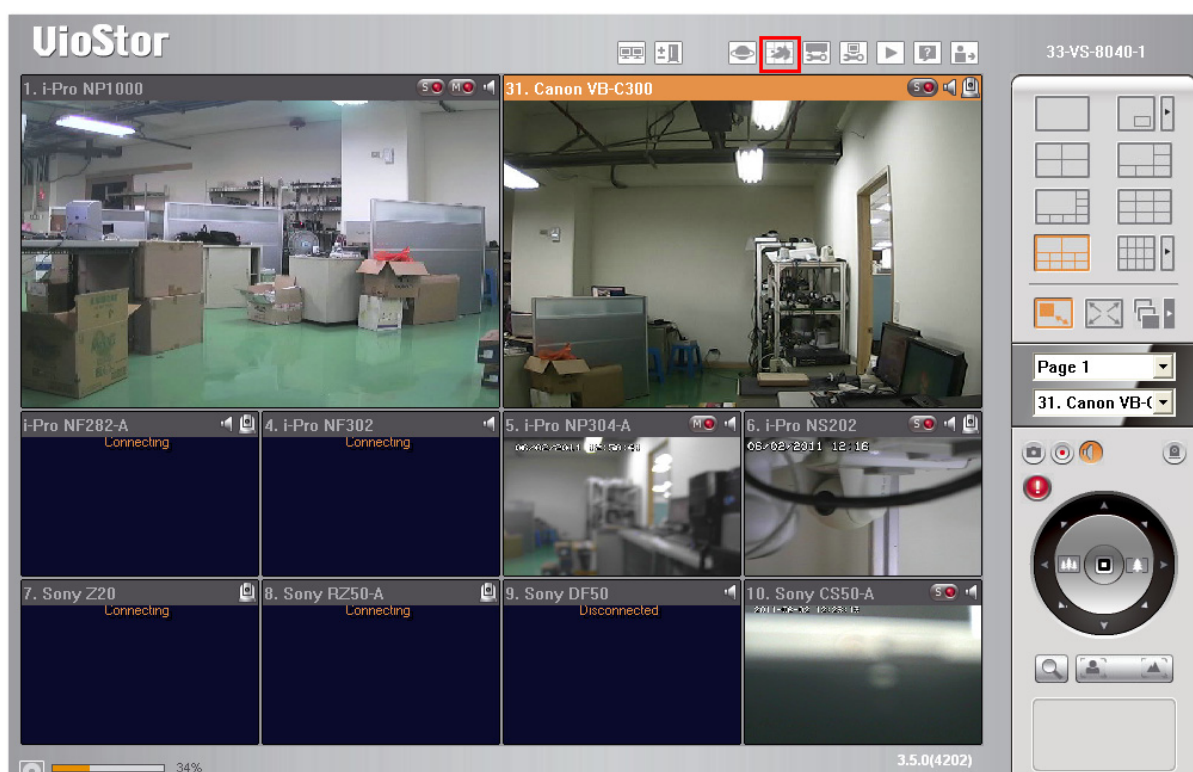 VioStor
33-VS-8040-1
1. i-Pro NP1000
S
M
31. Canon VB-C300
S
Page 1
31. Canon VB-(
i-Pro NF282-A
Connecting
4. i-Pro NF302
Connecting
5. i-Pro NP304-A
M
6. i-Pro NS202
S
06/02/2011 12:16
7. Sony Z20
Connecting
8. Sony RZ50-A
Connecting
9. Sony DF50
Disconnected
10. Sony CS50-A
S
34%
3.5.0(4202)